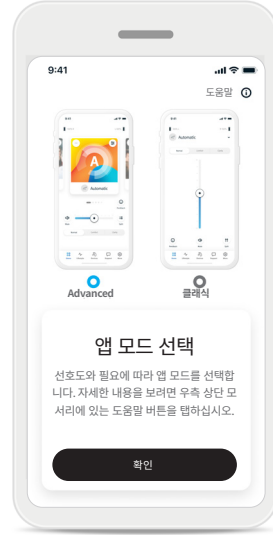 9:41
도움말
A
Automatic
Automatic
Advanced
클래식
앱 모드 선택
선호도와 필요에 따라 앱 모드를 선택합
니다. 자세한 내용을 보려면 우측 상단 모
서리에 있는 도움말 버튼을 탭하십시오.
확인